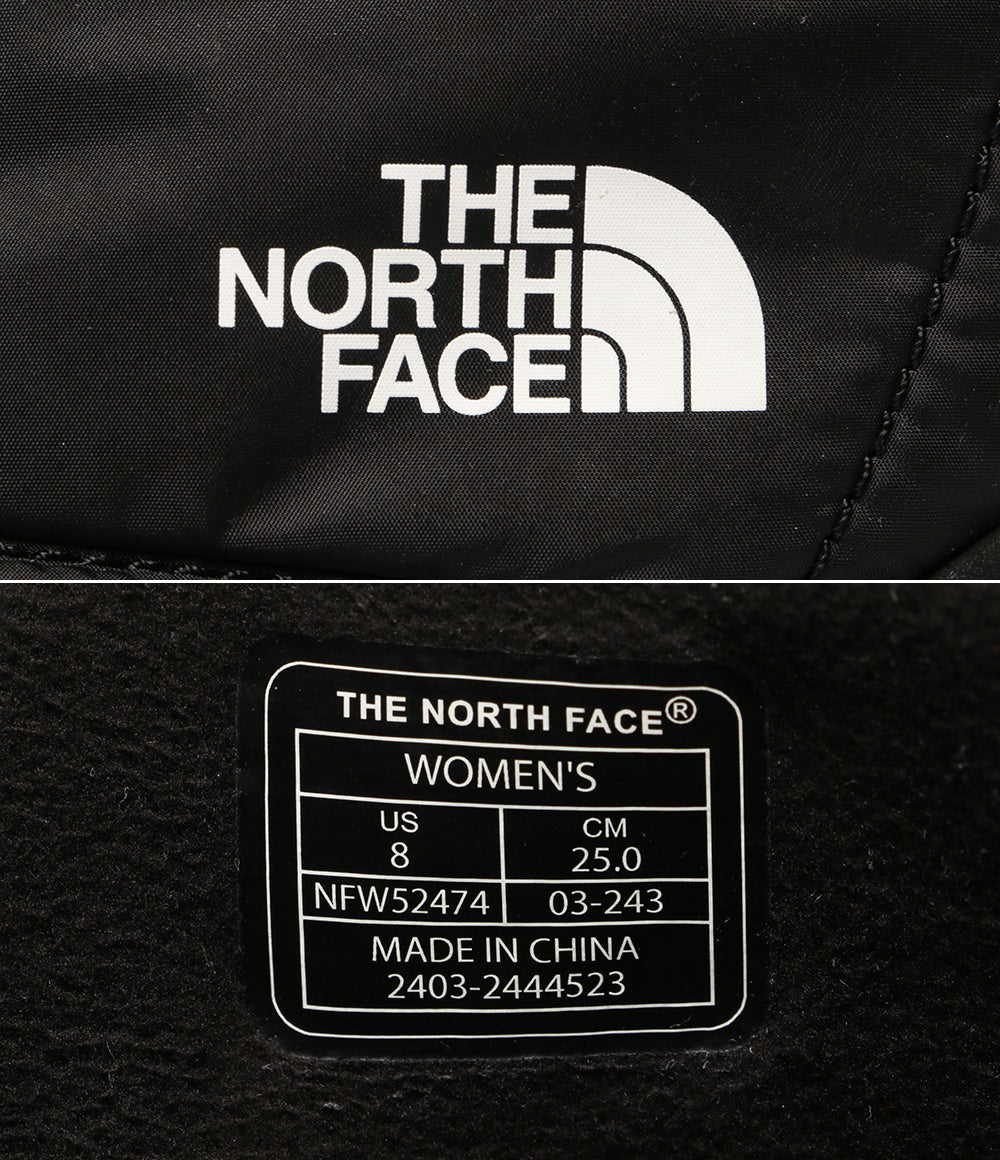 THE
NORTH
FACE
THE NORTH FACE®
WOMEN'S
US
8
CM
25.0
NFW52474
03-243
MADE IN CHINA
2403-2444523